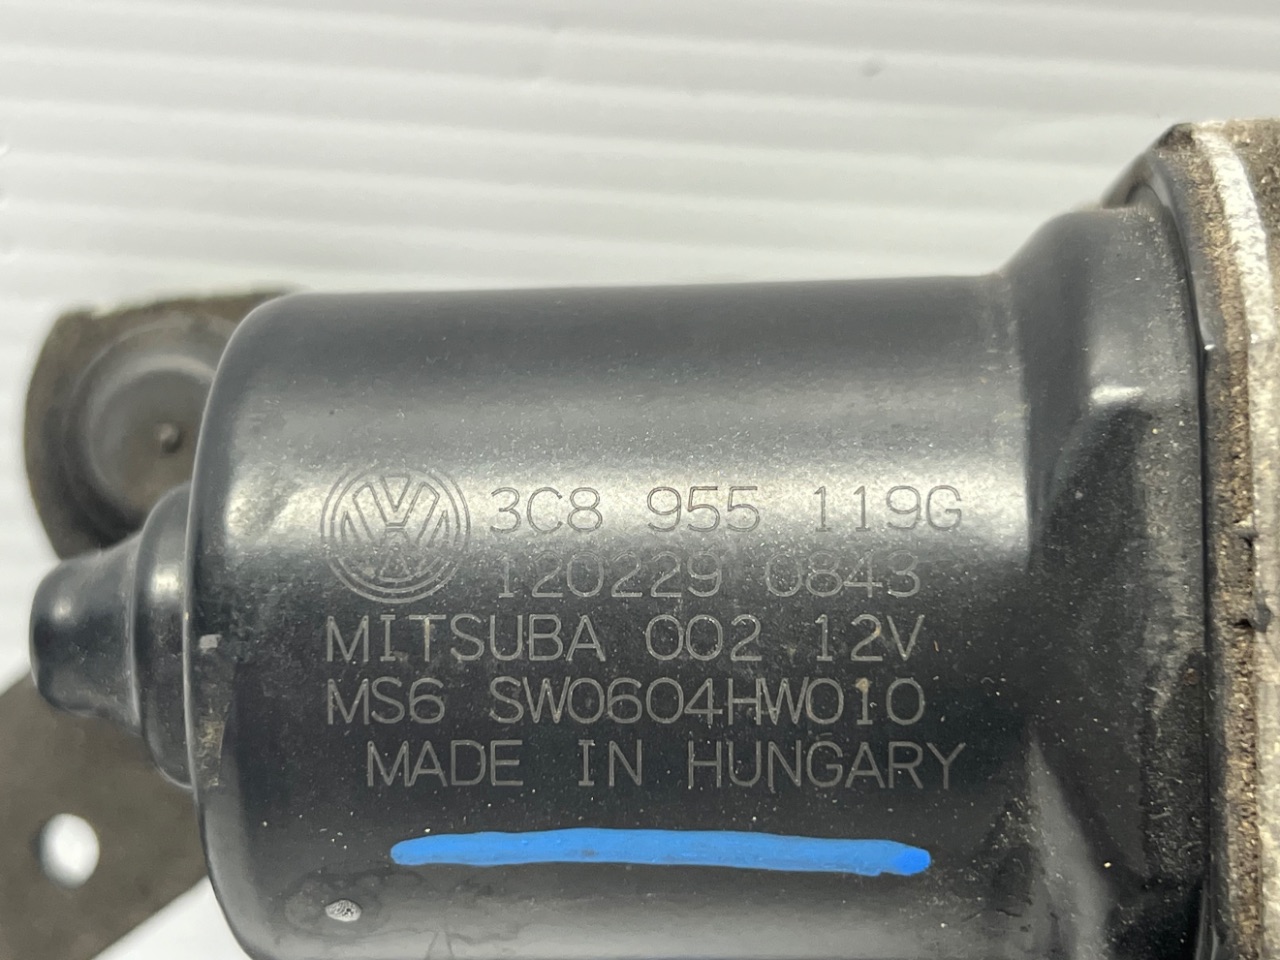 3C8 955 119G
120229 0843
MITSUBA 002 12V
MS6 SW0604HW010
MADE IN HUNGARY